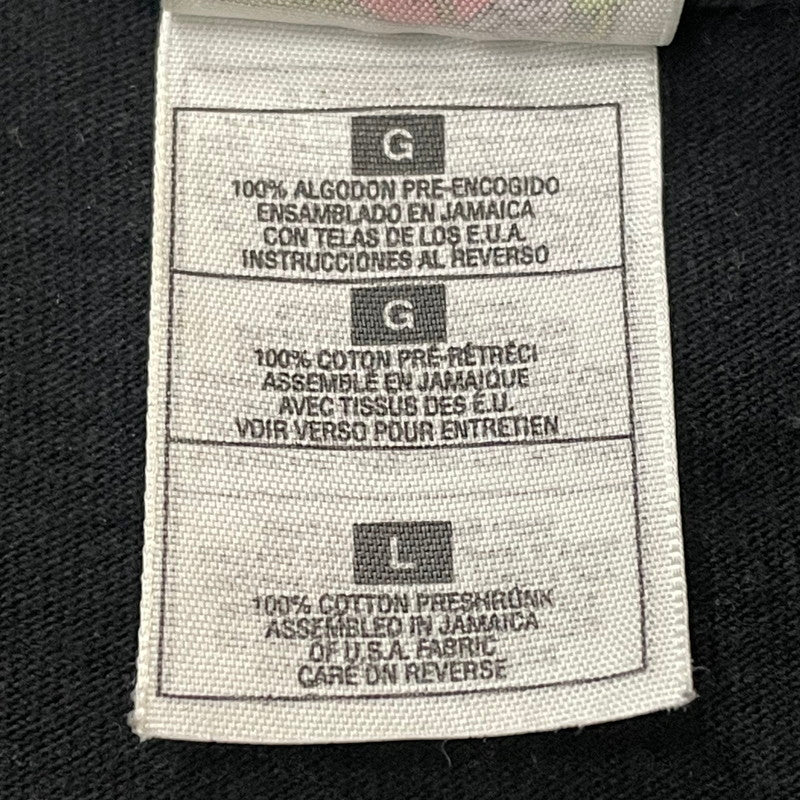 G
100% ALGODON PRE-ENCOGIDO
ENSAMBLADO EN JAMAICA
CON TELAS DE LOS E.U.A.
INSTRUCCIONES AL REVERSO
G
100% COTON PRÉ-RÉTRÉCI
ASSEMBLÉ EN JAMAIQUE
AVEC TISSUS DES É.U.
VOIR VERSO POUR ENTRETIEN
L
100% COTTON PRESHRUNK
ASSEMBLED IN JAMAICA
OF U.S.A. FABRIC
CARE ON REVERSE